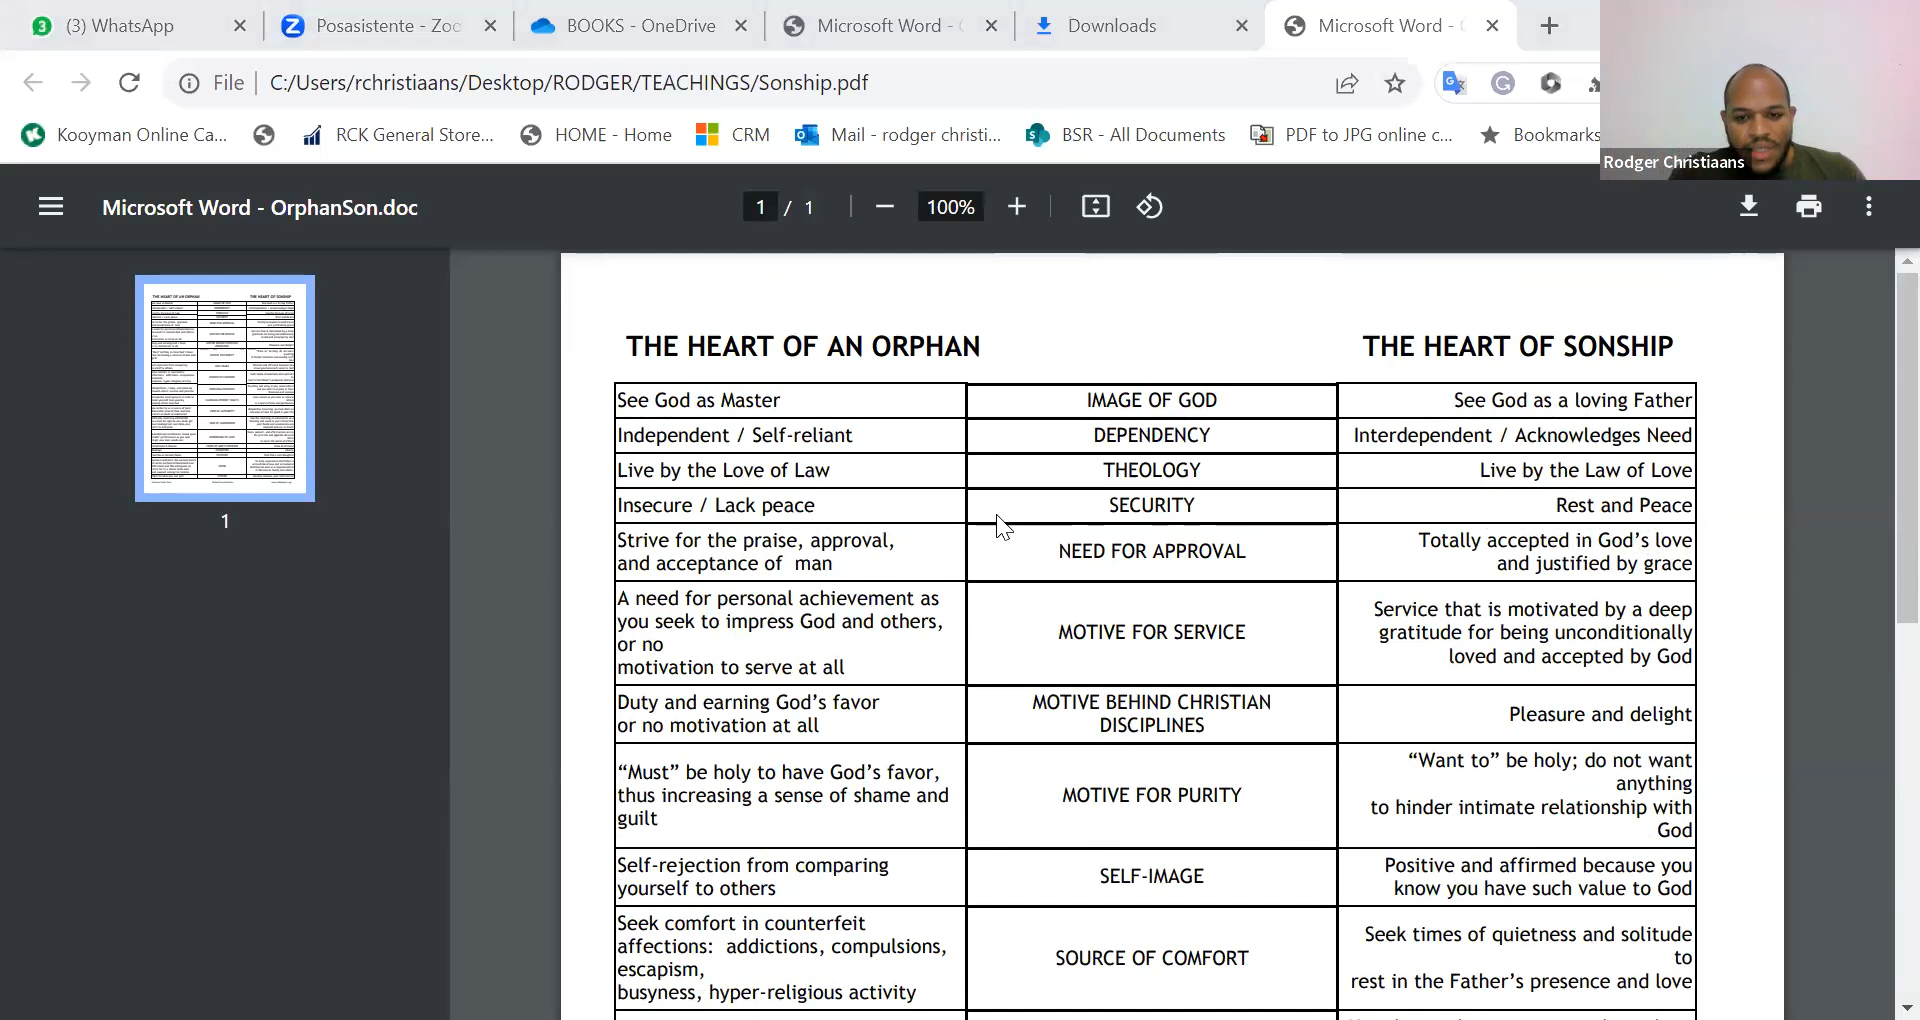 (3) WhatsApp
Posasistente - Zoo
BOOKS - OneDrive
Microsoft Word -
Downloads
Microsoft Word -
File
C:/Users/rchristiaans/Desktop/RODGER/TEACHINGS/Sonship.pdf
Kooyman Online Ca...
RCK General Store...
HOME - Home
CRM
Mail - rodger christi...
BSR - All Documents
PDF to JPG online c...
Bookmarks
Rodger Christiaans
Microsoft Word - OrphanSon.doc
1 / 1
100%
1
THE HEART OF AN ORPHAN
THE HEART OF SONSHIP
See God as Master
IMAGE OF GOD
See God as a loving Father
Independent / Self-reliant
DEPENDENCY
Interdependent / Acknowledges Need
Live by the Love of Law
THEOLOGY
Live by the Law of Love
Insecure / Lack peace
SECURITY
Rest and Peace
Strive for the praise, approval,
and acceptance of  man
NEED FOR APPROVAL
Totally accepted in God’s love
and justified by grace
A need for personal achievement as
you seek to impress God and others,
or no
motivation to serve at all
MOTIVE FOR SERVICE
Service that is motivated by a deep
gratitude for being unconditionally
loved and accepted by God
Duty and earning God’s favor
or no motivation at all
MOTIVE BEHIND CHRISTIAN
DISCIPLINES
Pleasure and delight
“Must” be holy to have God’s favor,
thus increasing a sense of shame and
guilt
MOTIVE FOR PURITY
“Want to” be holy; do not want
anything
to hinder intimate relationship with
God
Self-rejection from comparing
yourself to others
SELF-IMAGE
Positive and affirmed because you
know you have such value to God
Seek comfort in counterfeit
affections:  addictions, compulsions,
escapism,
busyness, hyper-religious activity
SOURCE OF COMFORT
Seek times of quietness and solitude
to
rest in the Father’s presence and love